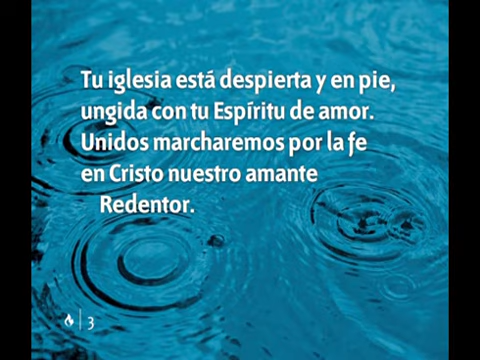 Tu iglesia está despierta y en pie,
ungida con tu Espíritu de amor.
Unidos marcharemos por la fe
en Cristo nuestro amante
Redentor.
3